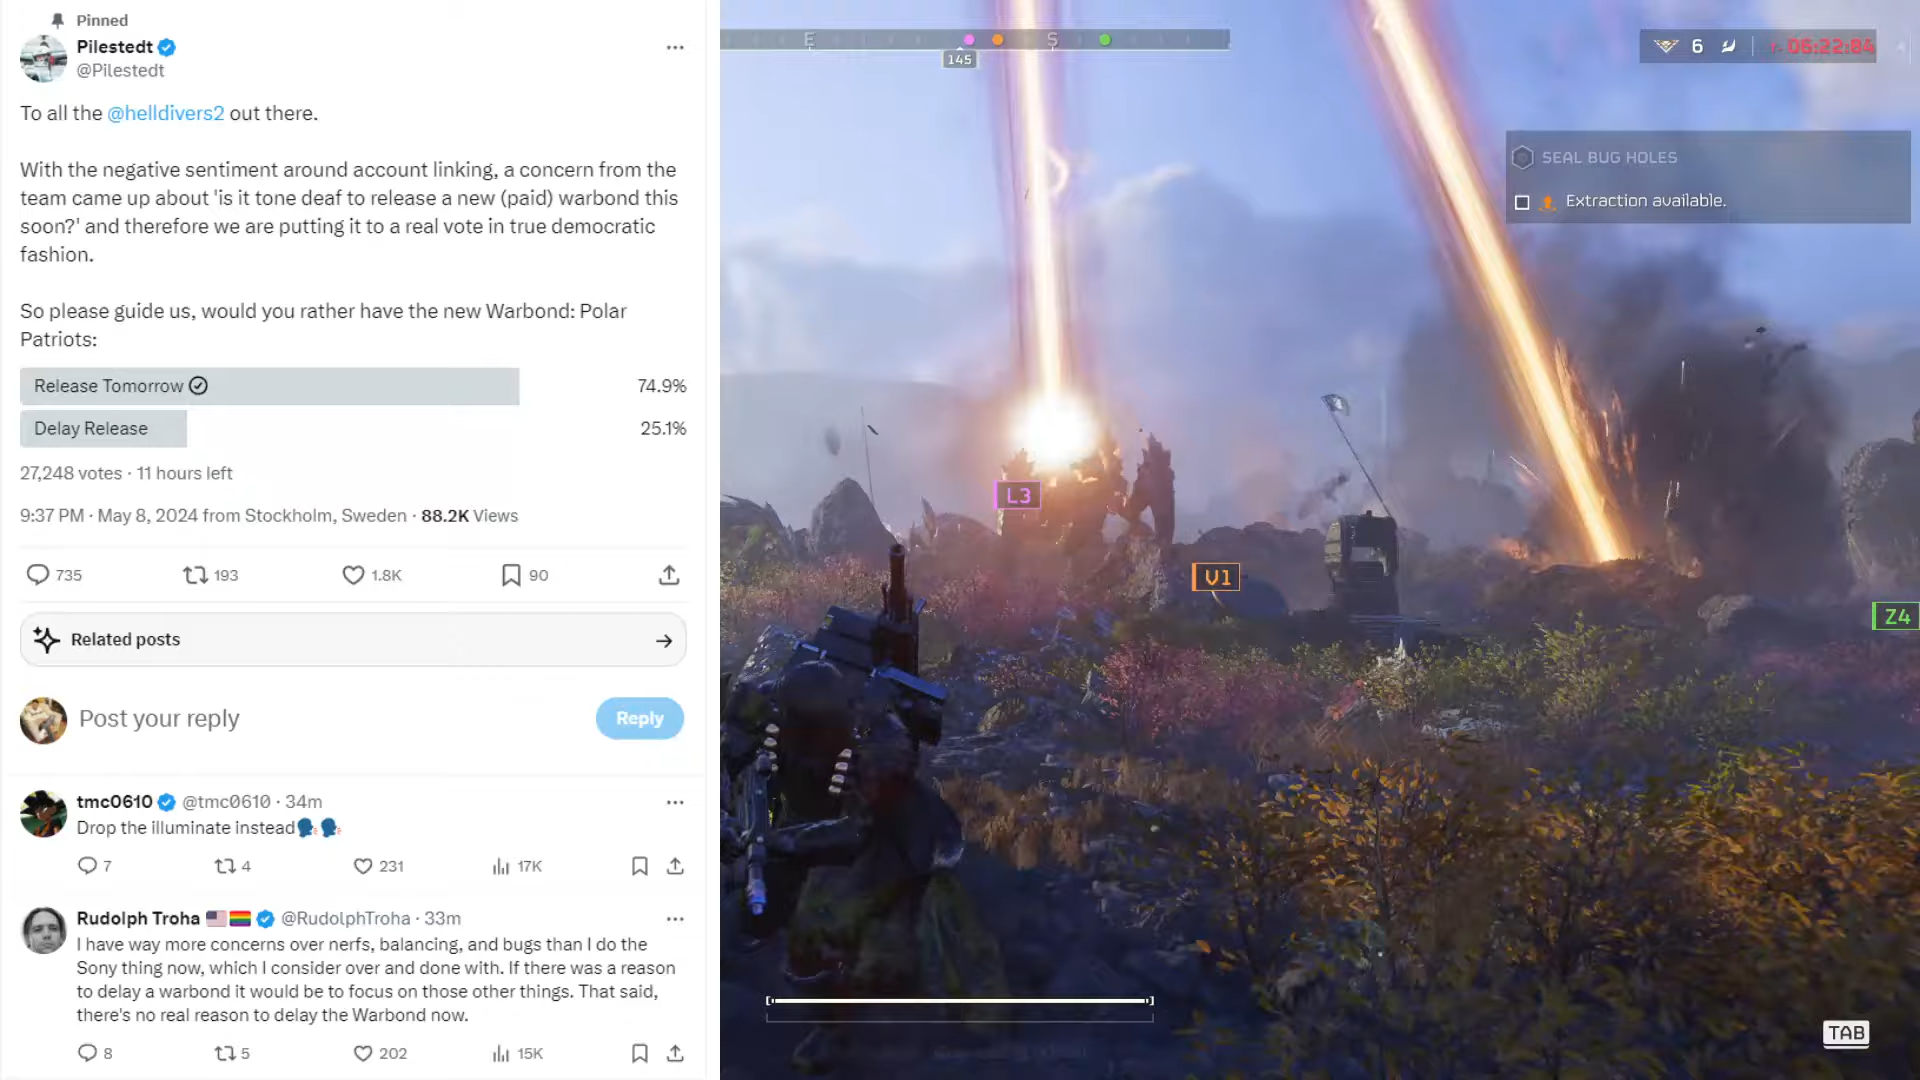 Pinned
Pilestedt
@Pilestedt
To all the @helldivers2 out there.
With the negative sentiment around account linking, a concern from the
team came up about 'is it tone deaf to release a new (paid) warbond this
soon?' and therefore we are putting it to a real vote in true democratic
fashion.
So please guide us, would you rather have the new Warbond: Polar
Patriots:
Release Tomorrow 74.9%
Delay Release 25.1%
27,248 votes · 11 hours left
9:37 PM · May 8, 2024 from Stockholm, Sweden · 88.2K Views
735 193 1.8K 90
Related posts
Post your reply
Reply
tmc0610 @tmc0610 · 34m
Drop the illuminate instead🗣️🗣️
7 4 231 17K
Rudolph Troha 🇺🇸🏳️‍🌈 @RudolphTroha · 33m
I have way more concerns over nerfs, balancing, and bugs than I do the
Sony thing now, which I consider over and done with. If there was a reason
to delay a warbond it would be to focus on those other things. That said,
there's no real reason to delay the Warbond now.
8 5 202 15K
E S
145
6
06:22:84
SEAL BUG HOLES
Extraction available.
L3
V1
Z4
TAB